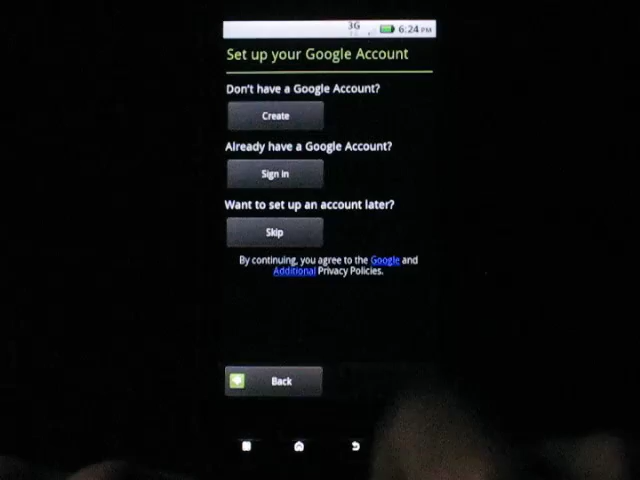 3G 6:24 PM
Set up your Google Account
Don't have a Google Account?
Create
Already have a Google Account?
Sign in
Want to set up an account later?
Skip
By continuing, you agree to the Google and
Additional Privacy Policies.
Back